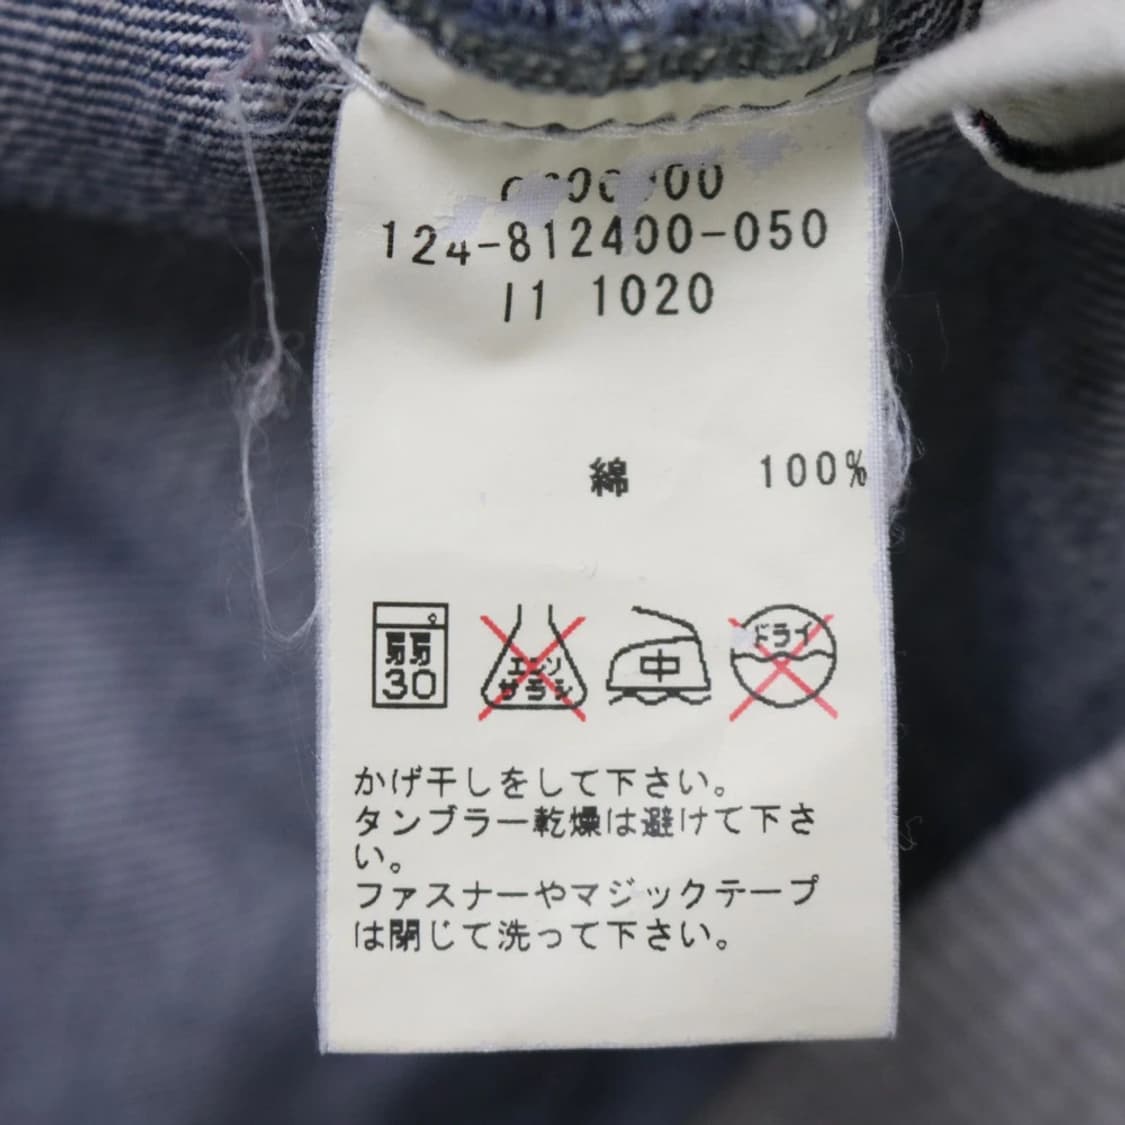 124-812400-050
11 1020
綿 100%
弱 30 エンソサラシ 中 ドライ
かげ干しをして下さい。
タンブラー乾燥は避けて下さ
い。
ファスナーやマジックテープ
は閉じて洗って下さい。